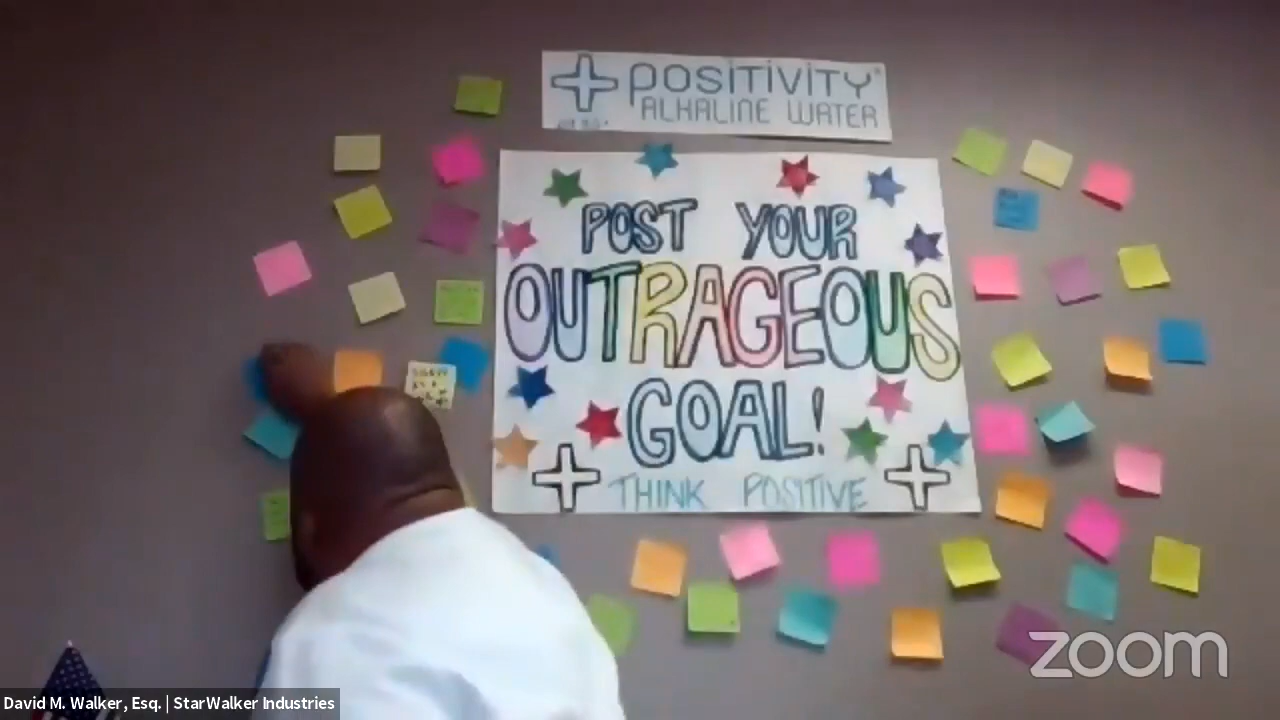 POSITIVITY®
ALKALINE WATER
POST YOUR
OUTRAGEOUS
GOAL!
THINK POSITIVE
zoom
David M. Walker, Esq. | StarWalker Industries